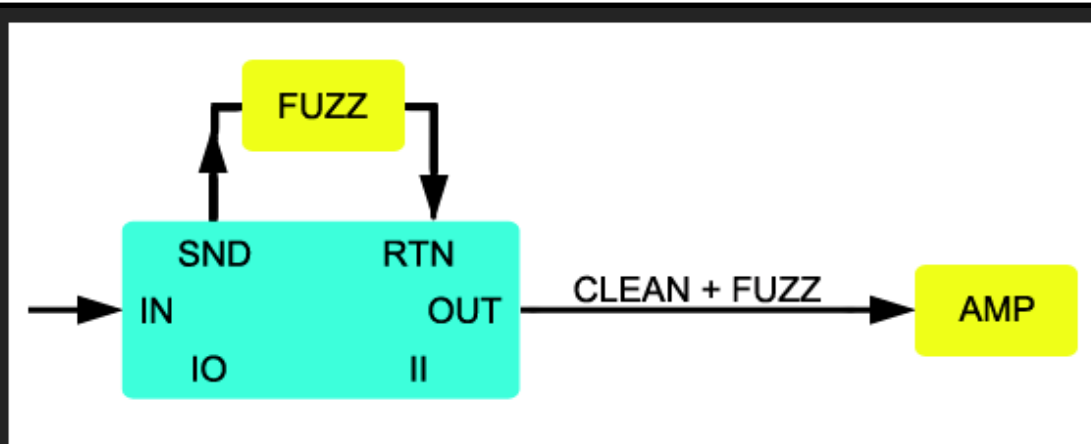 FUZZ
SND RTN
IN OUT CLEAN + FUZZ AMP
IO II